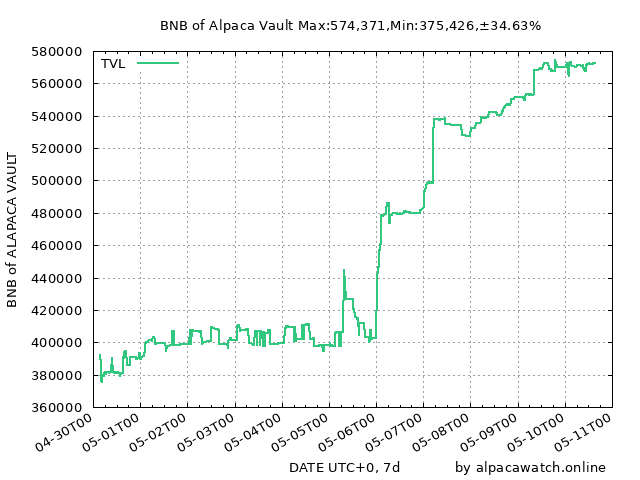 BNB of Alpaca Vault Max:574,371,Min:375,426,±34.63%
TVL
BNB of ALAPACA VAULT
580000
560000
540000
520000
500000
480000
460000
440000
420000
400000
380000
360000
04-30T00
05-01T00
05-02T00
05-03T00
05-04T00
05-05T00
05-06T00
05-07T00
05-08T00
05-09T00
05-10T00
05-11T00
DATE UTC+0, 7d
by alpacawatch.online